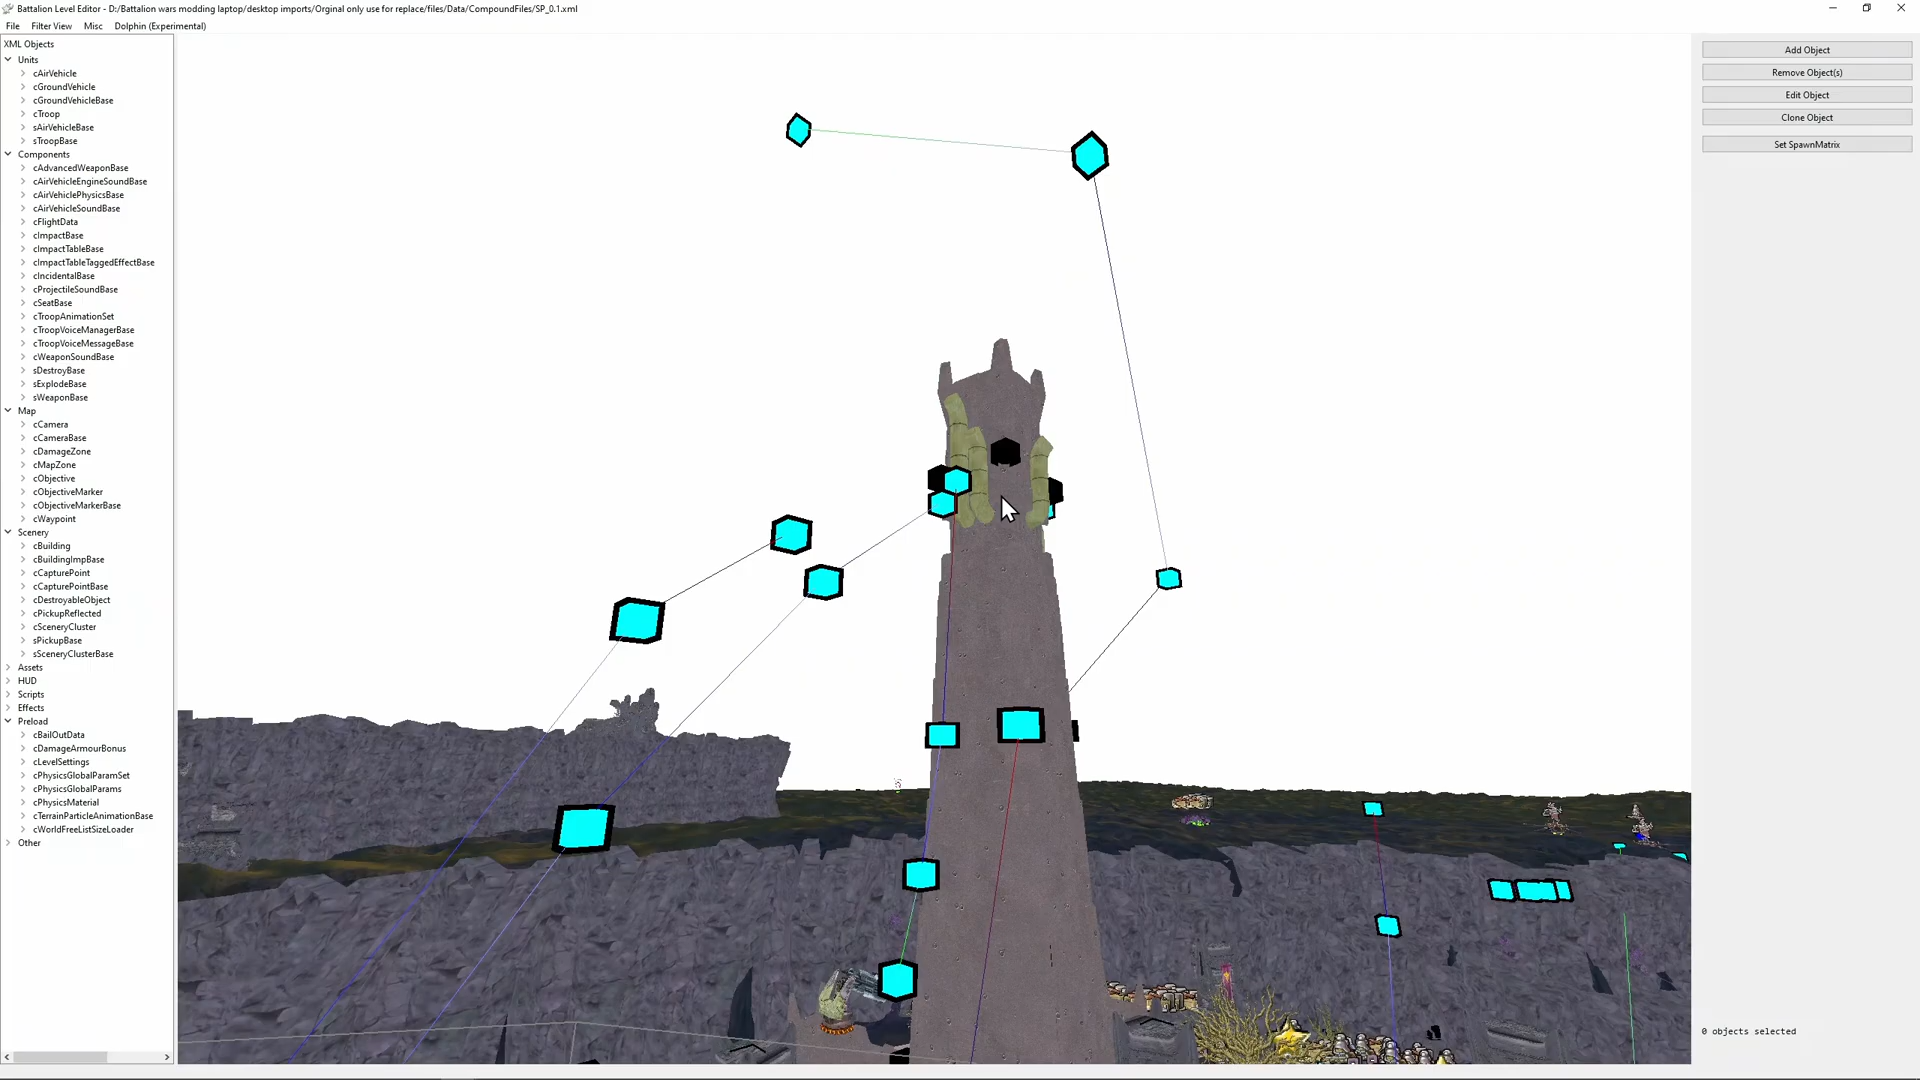 Battalion Level Editor - D:/Battalion wars modding laptop/desktop imports/Orginal only use for replace/files/Data/CompoundFiles/SP_0.1.xml
File Filter View Misc Dolphin (Experimental)
XML Objects
Units
cAirVehicle
cGroundVehicle
cGroundVehicleBase
cTroop
sAirVehicleBase
sTroopBase
Components
cAdvancedWeaponBase
cAirVehicleEngineSoundBase
cAirVehiclePhysicsBase
cAirVehicleSoundBase
cFlightData
cImpactBase
cImpactTableBase
cImpactTableTaggedEffectBase
cIncidentalBase
cProjectileSoundBase
cSeatBase
cTroopAnimationSet
cTroopVoiceManagerBase
cTroopVoiceMessageBase
cWeaponSoundBase
sDestroyBase
sExplodeBase
sWeaponBase
Map
cCamera
cCameraBase
cDamageZone
cMapZone
cObjective
cObjectiveMarker
cObjectiveMarkerBase
cWaypoint
Scenery
cBuilding
cBuildingImpBase
cCapturePoint
cCapturePointBase
cDestroyableObject
cPickupReflected
cSceneryCluster
sPickupBase
sSceneryClusterBase
Assets
HUD
Scripts
Effects
Preload
cBailOutData
cDamageArmourBonus
cLevelSettings
cPhysicsGlobalParamSet
cPhysicsGlobalParams
cPhysicsMaterial
cTerrainParticleAnimationBase
cWorldFreeListSizeLoader
Other
Add Object
Remove Object(s)
Edit Object
Clone Object
Set SpawnMatrix
0 objects selected